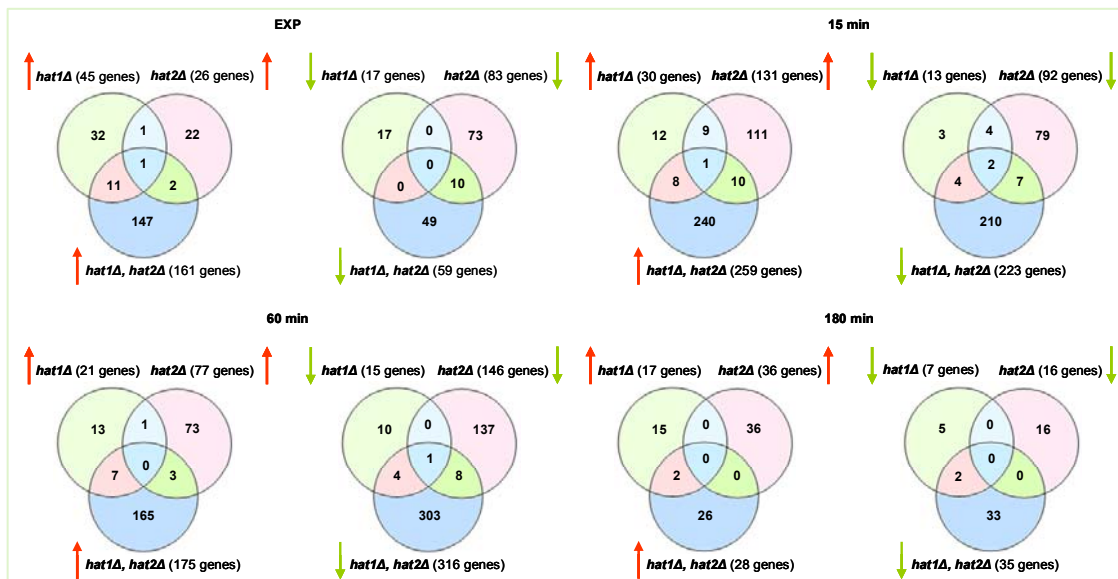 EXP 15 min
hat1Δ (45 genes) hat2Δ (26 genes) hat1Δ (17 genes) hat2Δ (83 genes) hat1Δ (30 genes) hat2Δ (131 genes) hat1Δ (13 genes) hat2Δ (92 genes)
32 1 22 17 0 73 12 9 111 3 4 79
1 0 1 2
11 2 0 10 8 10 4 7
147 49 240 210
hat1Δ, hat2Δ (161 genes) hat1Δ, hat2Δ (59 genes) hat1Δ, hat2Δ (259 genes) hat1Δ, hat2Δ (223 genes)
60 min 180 min
hat1Δ (21 genes) hat2Δ (77 genes) hat1Δ (15 genes) hat2Δ (146 genes) hat1Δ (17 genes) hat2Δ (36 genes) hat1Δ (7 genes) hat2Δ (16 genes)
13 1 73 10 0 137 15 0 36 5 0 16
0 1 0 0
7 3 4 8 2 0 2 0
165 303 26 33
hat1Δ, hat2Δ (175 genes) hat1Δ, hat2Δ (316 genes) hat1Δ, hat2Δ (28 genes) hat1Δ, hat2Δ (35 genes)